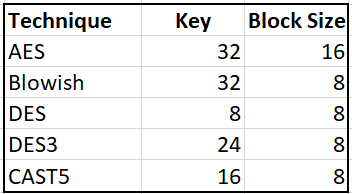 Technique Key Block Size
AES 32 16
Blowish 32 8
DES 8 8
DES3 24 8
CAST5 16 8